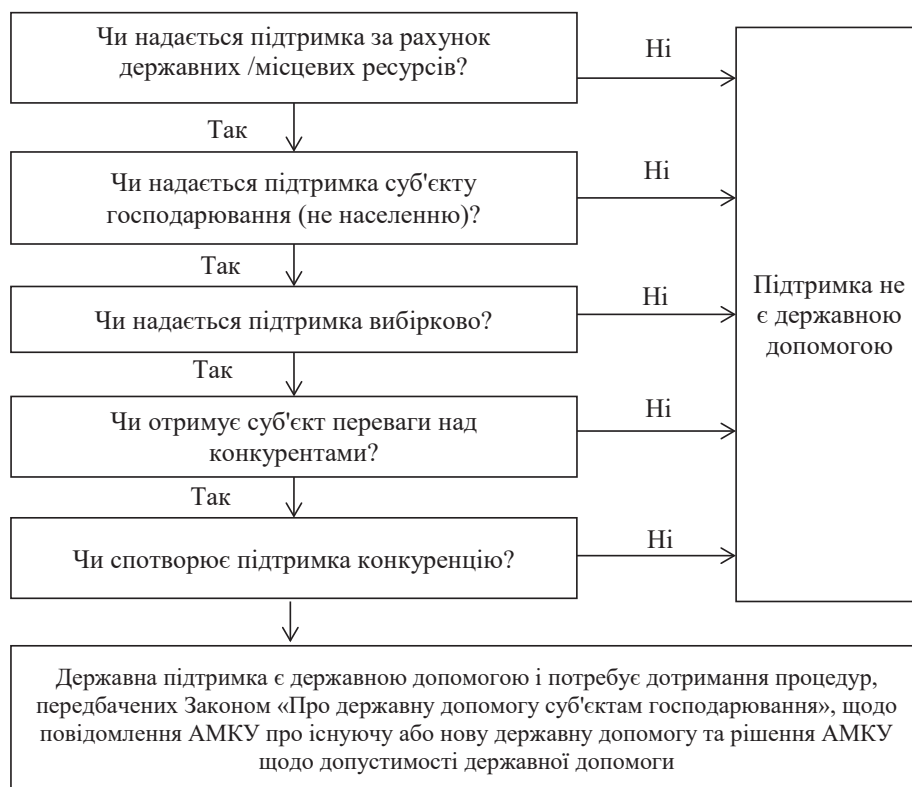 Чи надається підтримка за рахунок
державних /місцевих ресурсів?
Ні
Так
Чи надається підтримка суб'єкту
господарювання (не населенню)?
Ні
Так
Чи надається підтримка вибірково?
Ні
Так
Чи отримує суб'єкт переваги над
конкурентами?
Ні
Так
Чи спотворює підтримка конкуренцію?
Ні
Підтримка не
є державною
допомогою
Державна підтримка є державною допомогою і потребує дотримання процедур,
передбачених Законом «Про державну допомогу суб'єктам господарювання», щодо
повідомлення АМКУ про існуючу або нову державну допомогу та рішення АМКУ
щодо допустимості державної допомоги